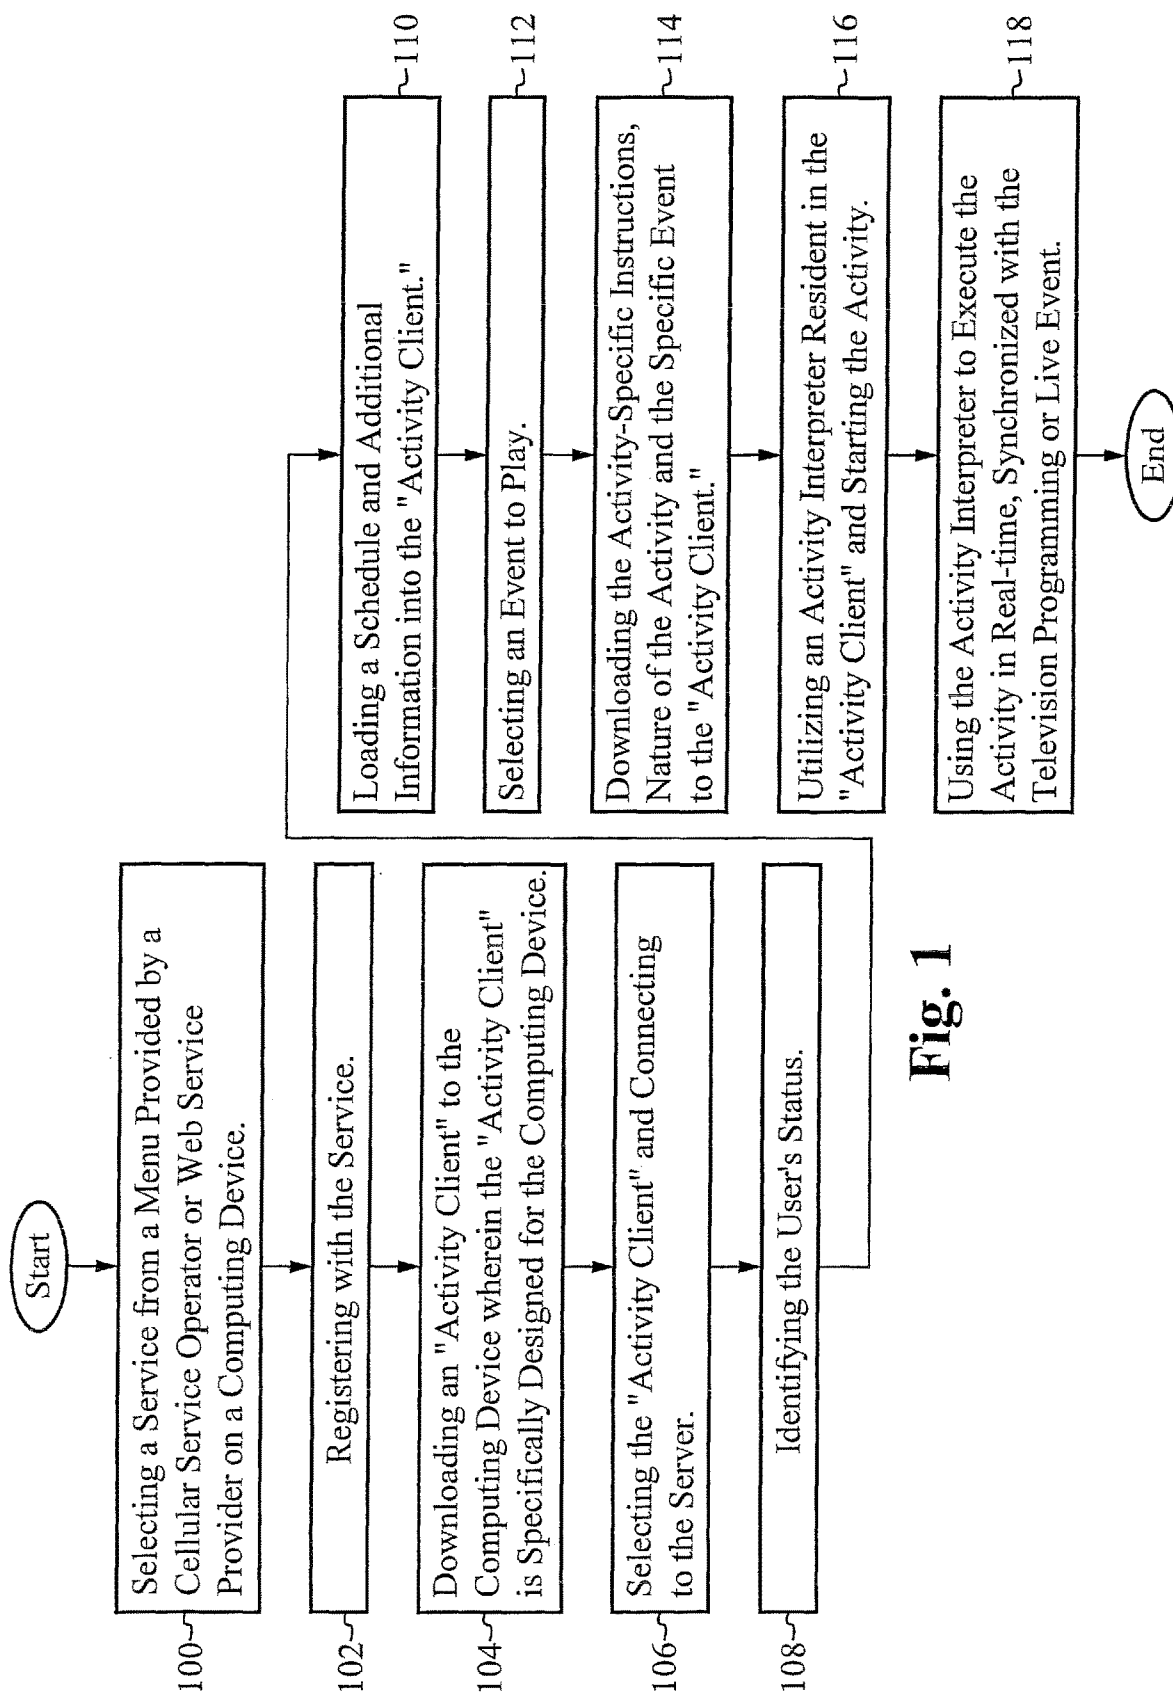 Start
100
Selecting a Service from a Menu Provided by a
Cellular Service Operator or Web Service
Provider on a Computing Device.
102
Registering with the Service.
104
Downloading an "Activity Client" to the
Computing Device wherein the "Activity Client"
is Specifically Designed for the Computing Device.
106
Selecting the "Activity Client" and Connecting
to the Server.
108
Identifying the User's Status.
110
Loading a Schedule and Additional
Information into the "Activity Client."
112
Selecting an Event to Play.
114
Downloading the Activity-Specific Instructions,
Nature of the Activity and the Specific Event
to the "Activity Client."
116
Utilizing an Activity Interpreter Resident in the
"Activity Client" and Starting the Activity.
118
Using the Activity Interpreter to Execute the
Activity in Real-time, Synchronized with the
Television Programming or Live Event.
End
Fig. 1